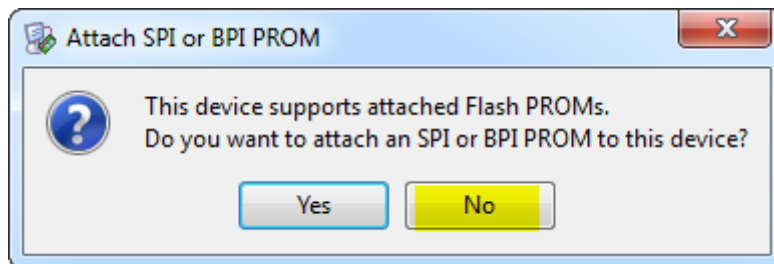 Attach SPI or BPI PROM
This device supports attached Flash PROMs.
Do you want to attach an SPI or BPI PROM to this device?
Yes No